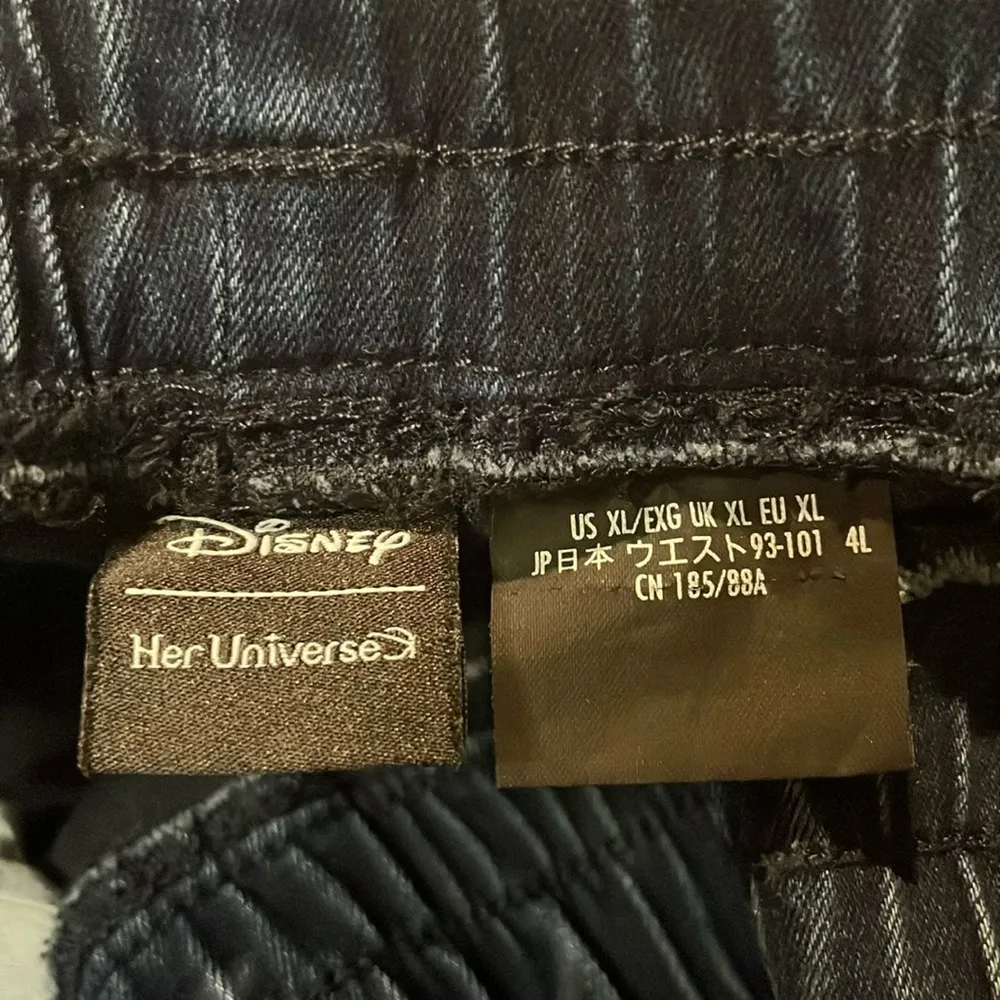 Disney
Her Universe
US XL/EXG UK XL EU XL
JP日本 ウエスト93-101 4L
CN 185/88A